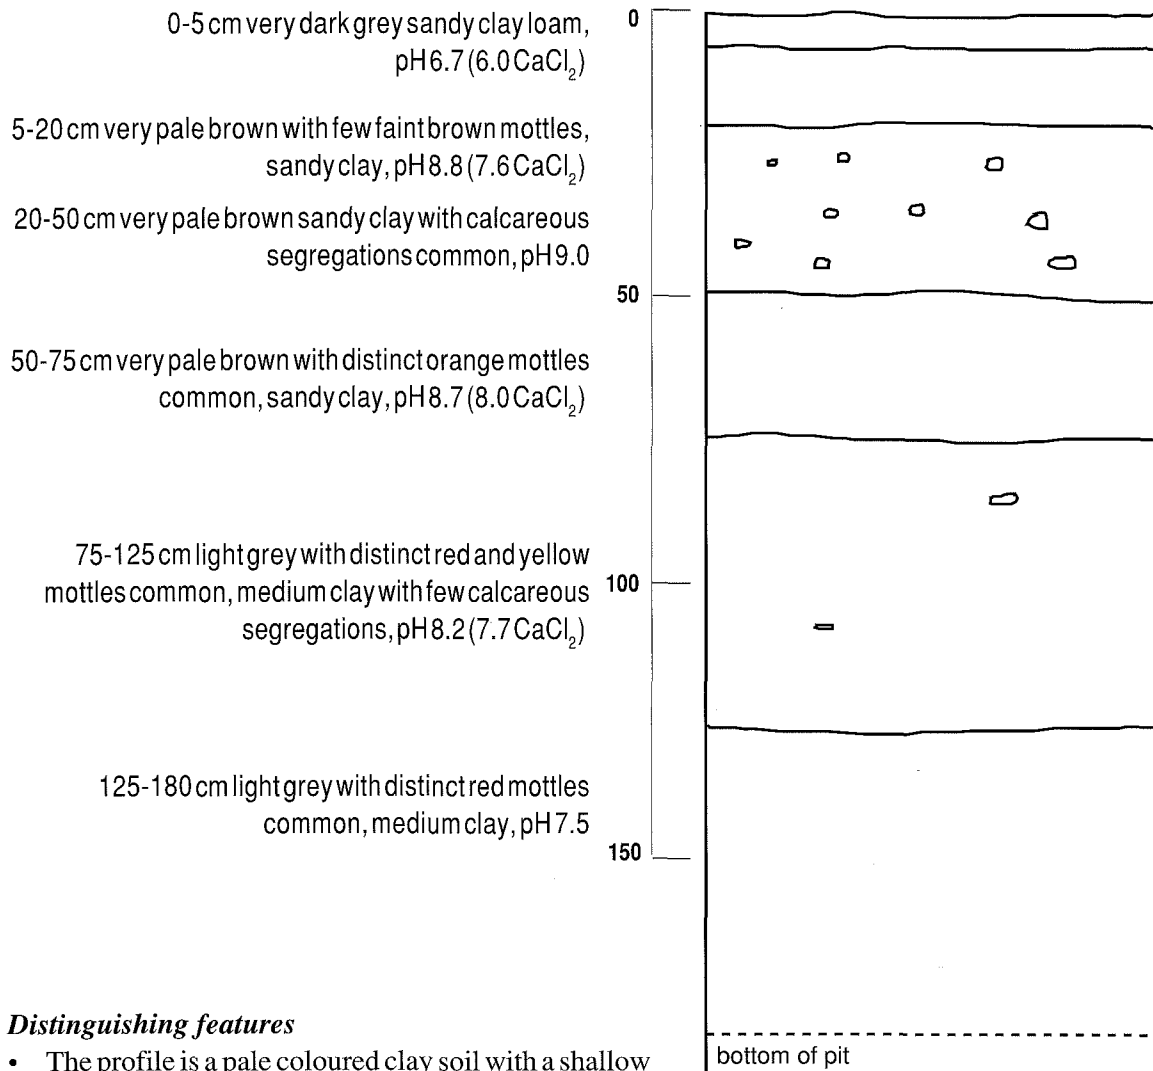 0-5 cm very dark grey sandy clay loam,
pH 6.7 (6.0 CaCl₂)
5-20 cm very pale brown with few faint brown mottles,
sandy clay, pH 8.8 (7.6 CaCl₂)
20-50 cm very pale brown sandy clay with calcareous
segregations common, pH 9.0
50-75 cm very pale brown with distinct orange mottles
common, sandy clay, pH 8.7 (8.0 CaCl₂)
75-125 cm light grey with distinct red and yellow
mottles common, medium clay with few calcareous
segregations, pH 8.2 (7.7 CaCl₂)
125-180 cm light grey with distinct red mottles
common, medium clay, pH 7.5
0
50
100
150
bottom of pit
Distinguishing features
• The profile is a pale coloured clay soil with a shallow